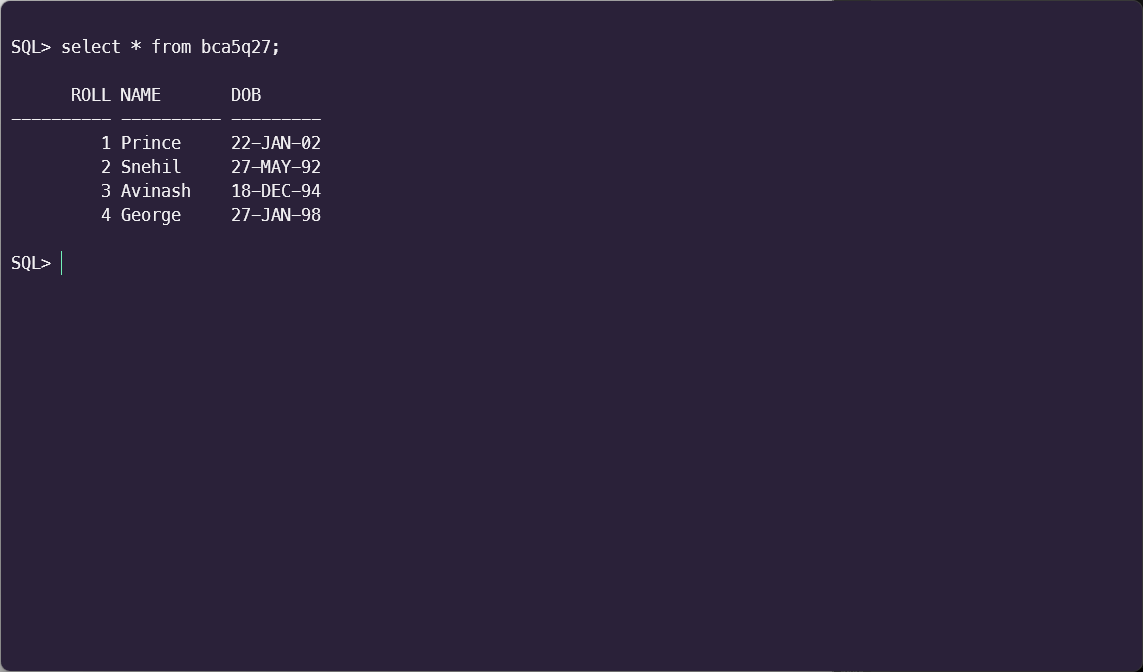 SQL> select * from bca5q27;
      ROLL NAME       DOB
---------- ---------- ---------
         1 Prince     22-JAN-02
         2 Snehil     27-MAY-92
         3 Avinash    18-DEC-94
         4 George     27-JAN-98
SQL>